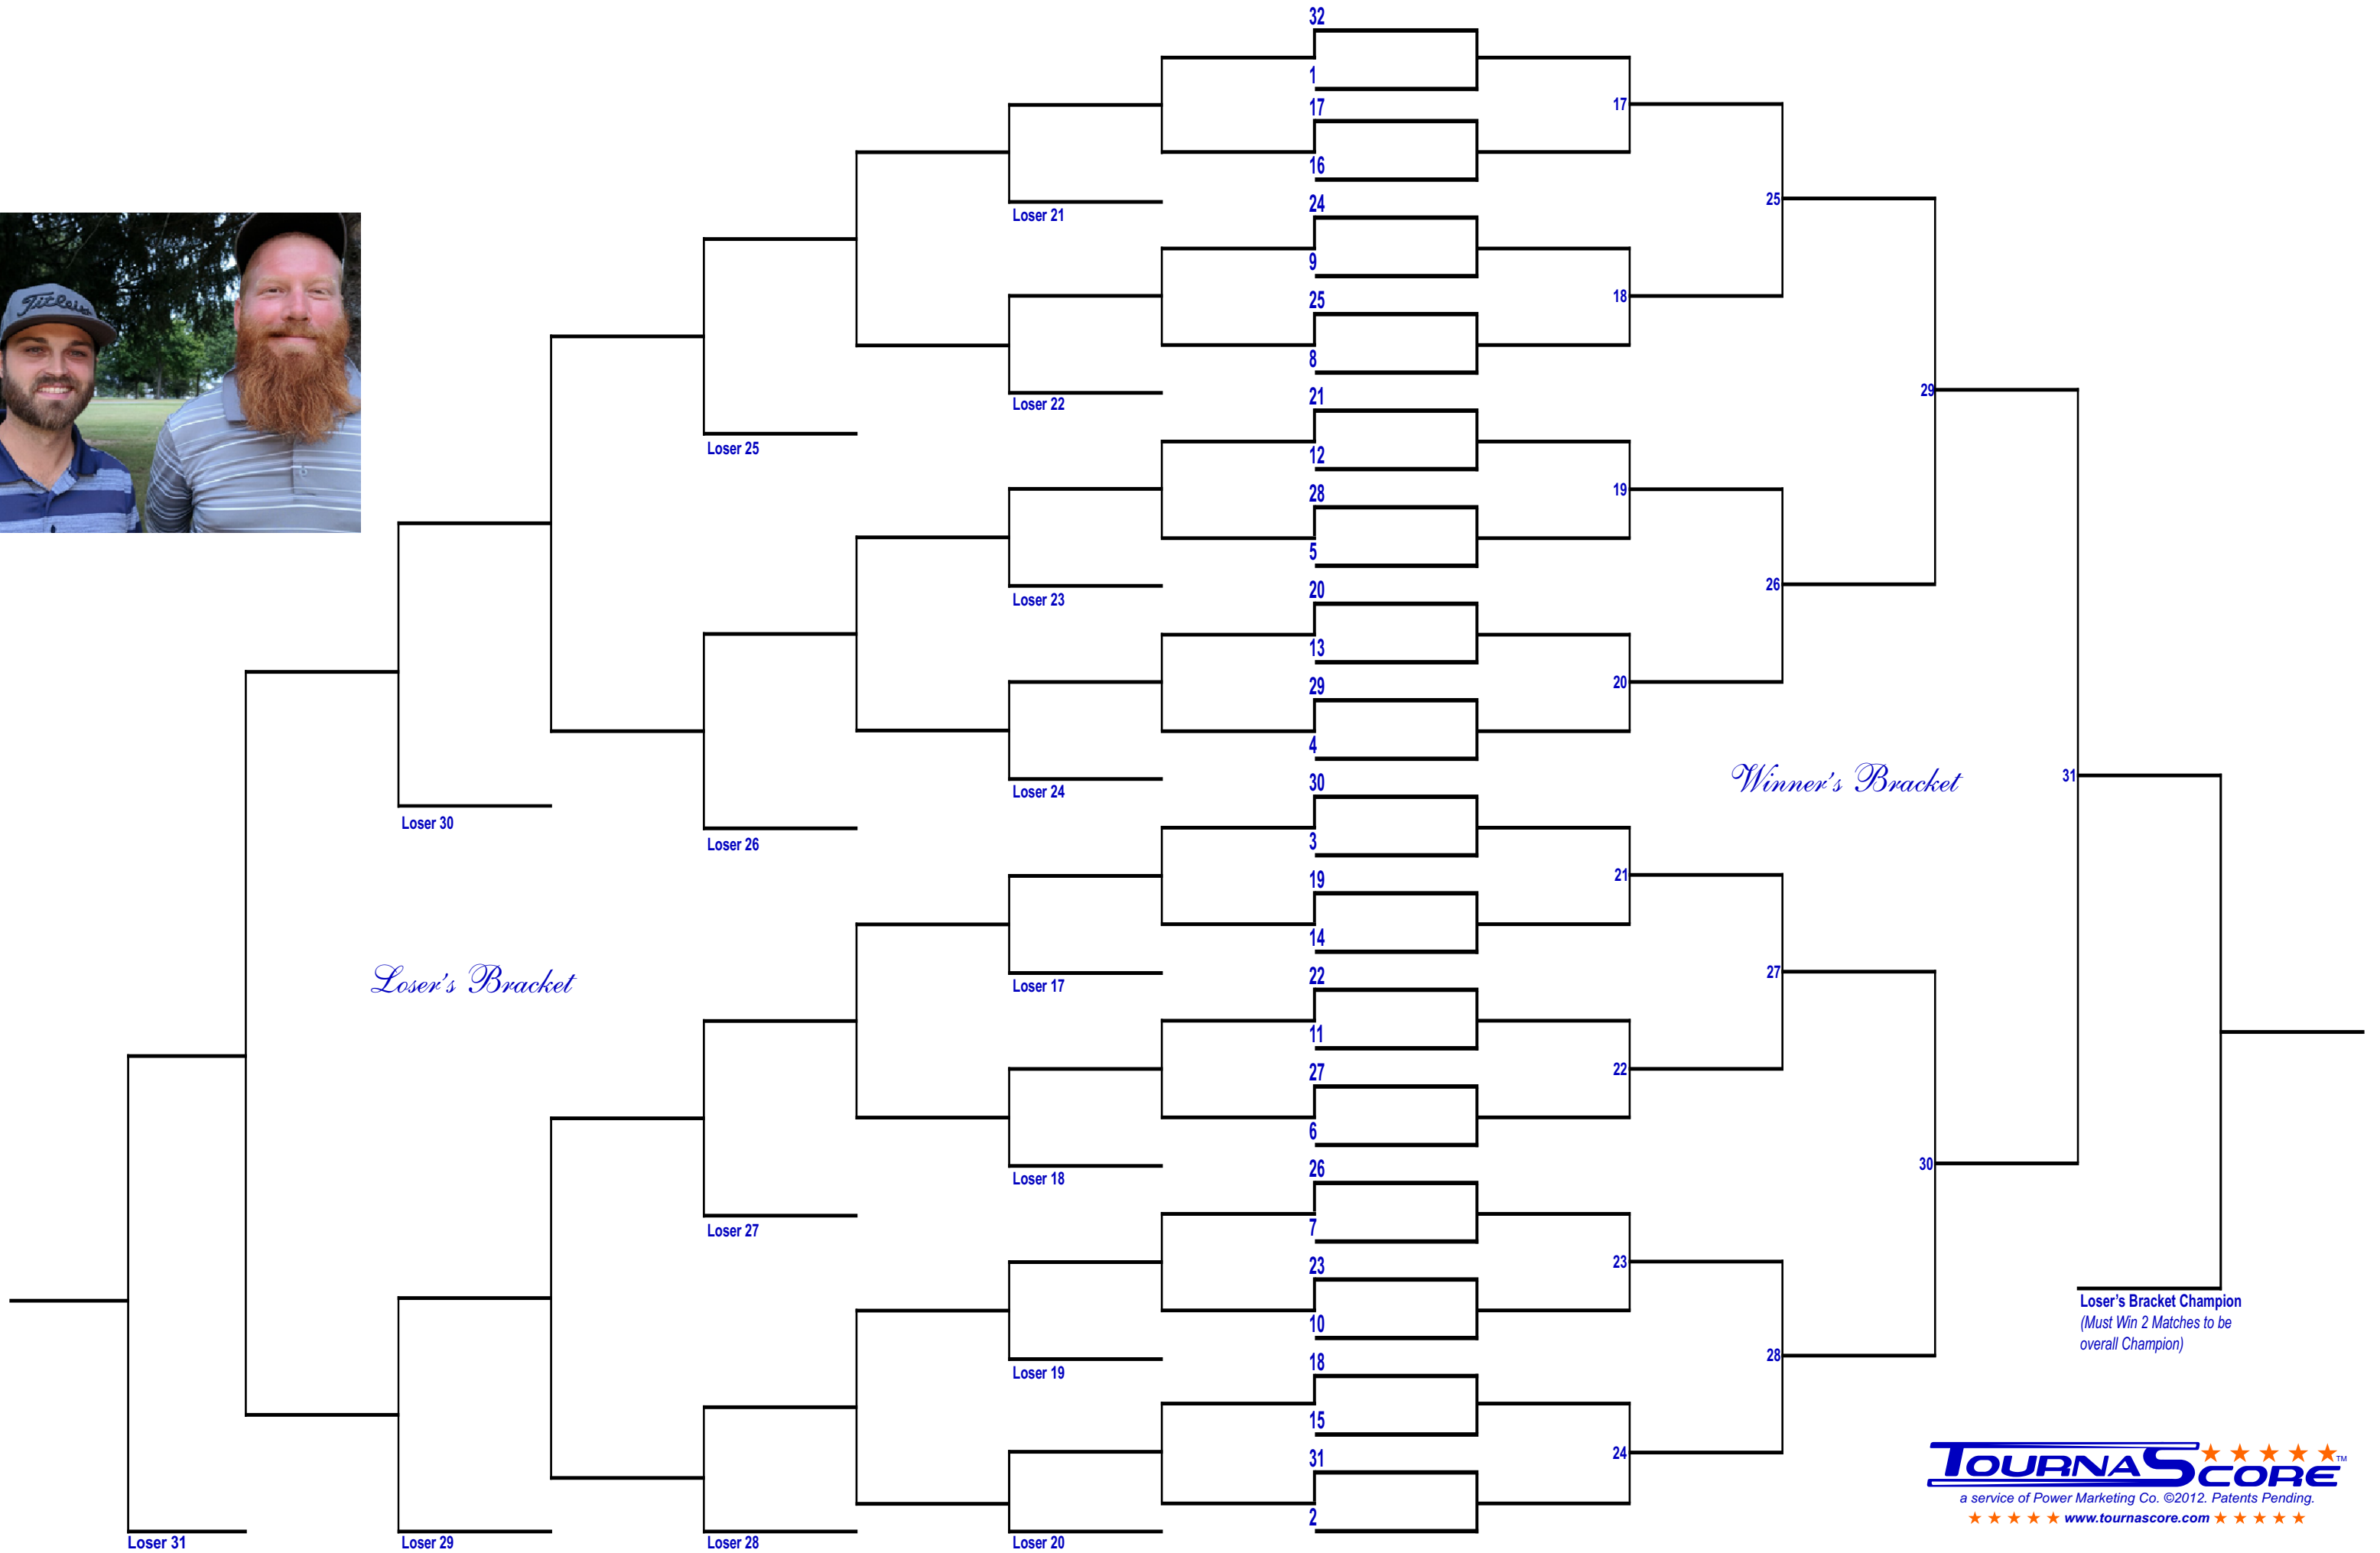 32
1
17
17
16
Loser 21
24
25
9
18
25
8
Loser 22
29
21
Loser 25
12
28
19
5
26
Loser 23
20
13
29
20
4
Winner's Bracket
31
30
Loser 24
Loser 30
3
Loser 26
19
21
14
22
27
Loser's Bracket
Loser 17
11
27
22
6
30
26
Loser 18
7
Loser 27
23
23
Loser's Bracket Champion
(Must Win 2 Matches to be
overall Champion)
10
18
28
Loser 19
15
31
24
2
TOURNASCORE TM
a service of Power Marketing Co. ©2012. Patents Pending.
www.tournascore.com
Loser 31
Loser 29
Loser 28
Loser 20
Titleist